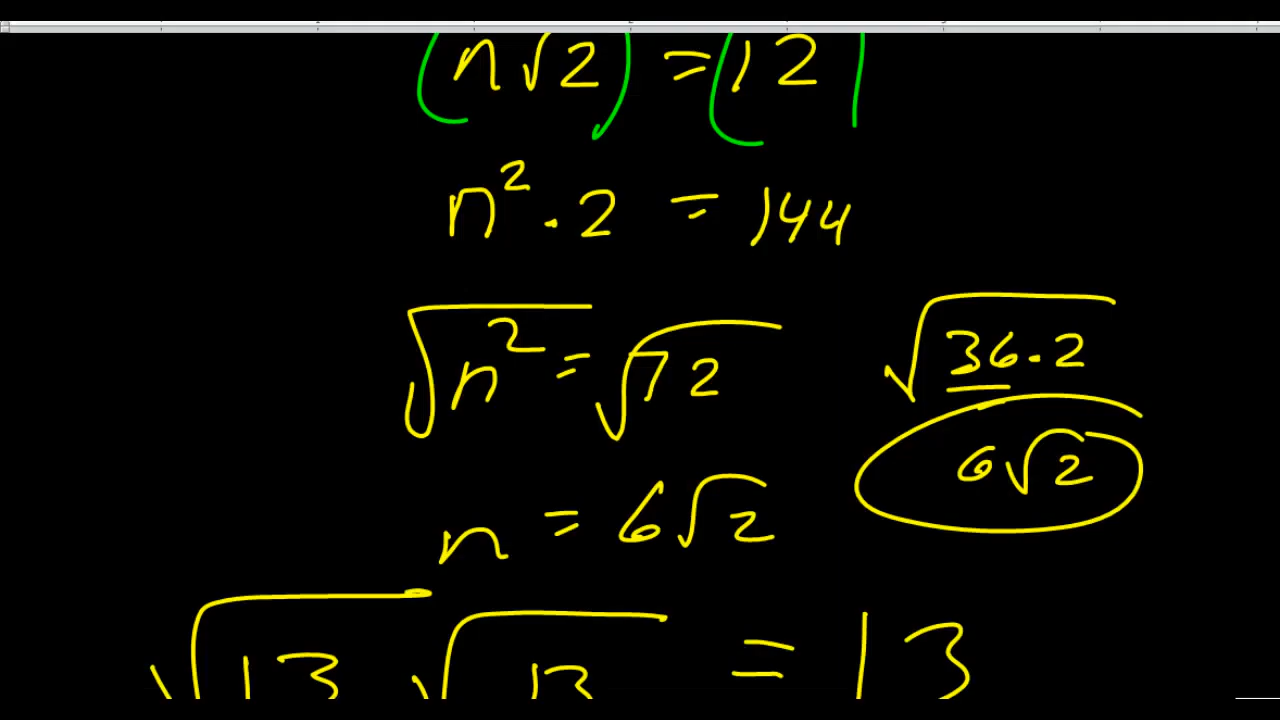 (n√2) = (12)
n² · 2 = 144
√n² = √72
√36·2
6√2
n = 6√2
√13 √13 = 13